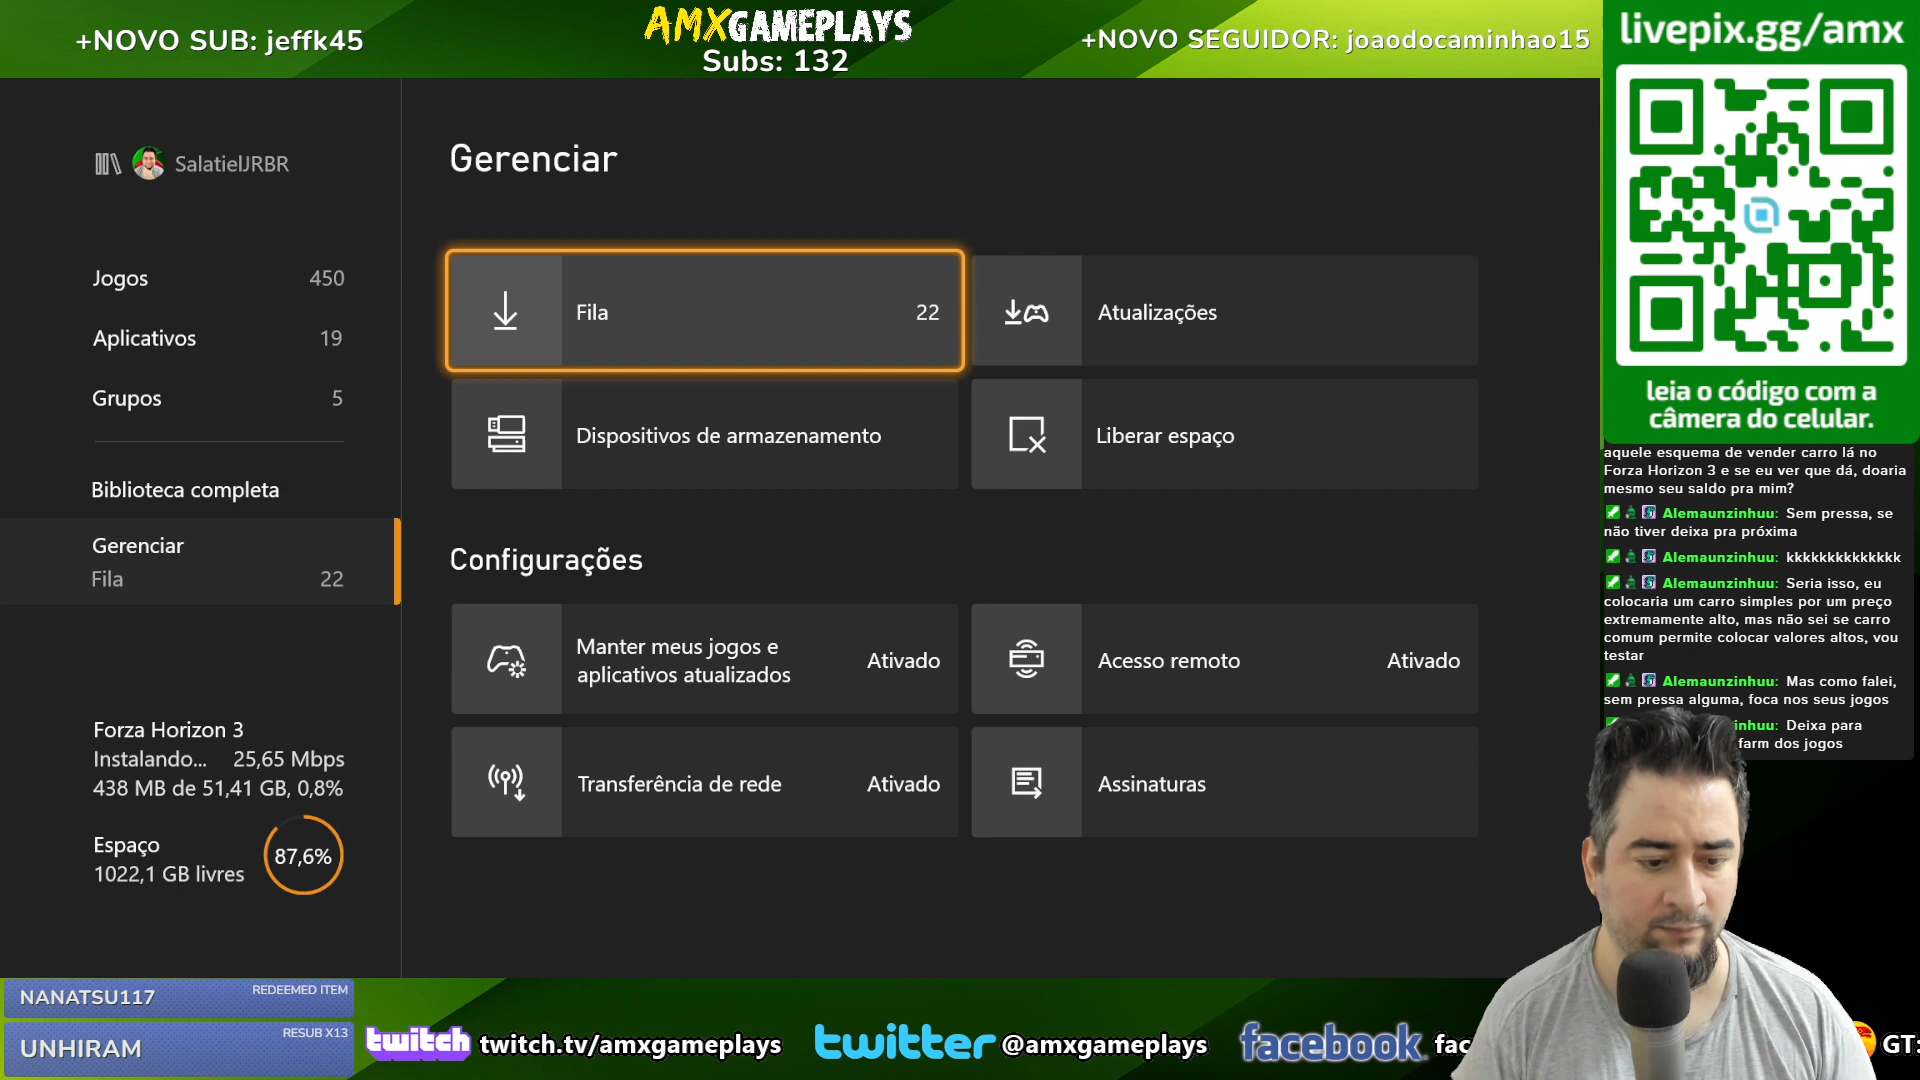 +NOVO SUB: jeffk45
AMXGAMEPLAYS
Subs: 132
+NOVO SEGUIDOR: joaodocaminhao15
livepix.gg/amx
leia o código com a
câmera do celular.
SalatielJRBR
Jogos 450
Aplicativos 19
Grupos 5
Biblioteca completa
Gerenciar
Fila 22
Forza Horizon 3
Instalando... 25,65 Mbps
438 MB de 51,41 GB, 0,8%
Espaço
1022,1 GB livres
87,6%
Gerenciar
Fila 22
Atualizações
Dispositivos de armazenamento
Liberar espaço
Configurações
Manter meus jogos e
aplicativos atualizados
Ativado
Acesso remoto Ativado
Transferência de rede Ativado
Assinaturas
aquele esquema de vender carro lá no
Forza Horizon 3 e se eu ver que dá, doaria
mesmo seu saldo pra mim?
Alemaunzinhuu: Sem pressa, se
não tiver deixa pra próxima
Alemaunzinhuu: kkkkkkkkkkkkk
Alemaunzinhuu: Seria isso, eu
colocaria um carro simples por um preço
extremamente alto, mas não sei se carro
comum permite colocar valores altos, vou
testar
Alemaunzinhuu: Mas como falei,
sem pressa alguma, foca nos seus jogos
inhuu: Deixa para
farm dos jogos
NANATSU117 REDEEMED ITEM
UNHIRAM RESUB X13
twitch twitch.tv/amxgameplays
twitter @amxgameplays
facebook fac
GT: